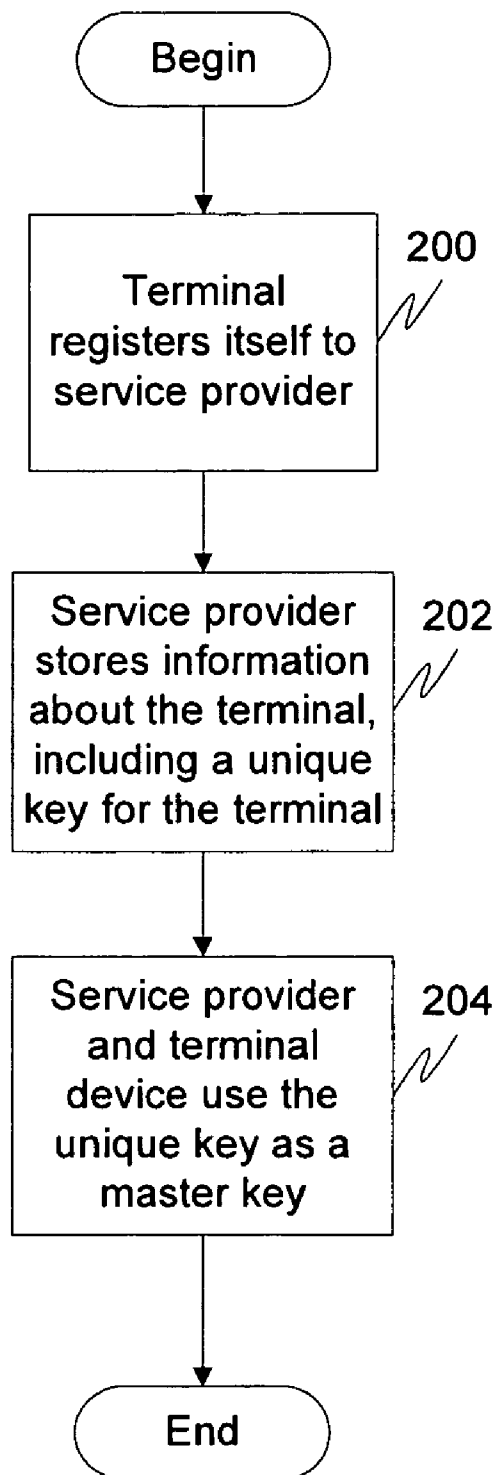 Begin
200
Terminal
registers itself to
service provider
202
Service provider
stores information
about the terminal,
including a unique
key for the terminal
204
Service provider
and terminal
device use the
unique key as a
master key
End